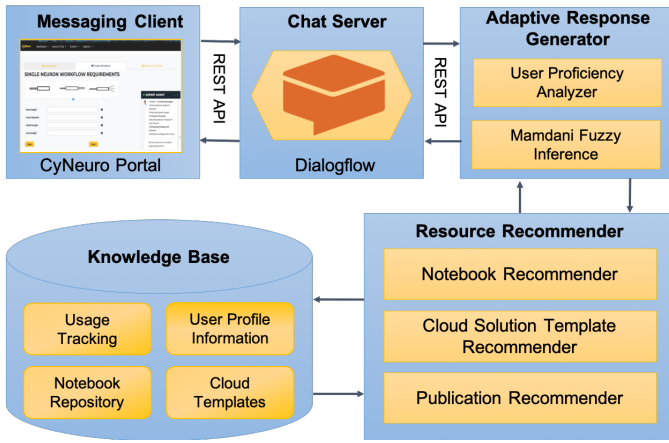 Messaging Client
SINGLE NEURON WORKFLOW REQUIREMENTS
CyNeuro Portal
REST API
Chat Server
Dialogflow
REST API
Adaptive Response
Generator
User Proficiency
Analyzer
Mamdani Fuzzy
Inference
Knowledge Base
Usage
Tracking
User Profile
Information
Notebook
Repository
Cloud
Templates
Resource Recommender
Notebook Recommender
Cloud Solution Template
Recommender
Publication Recommender